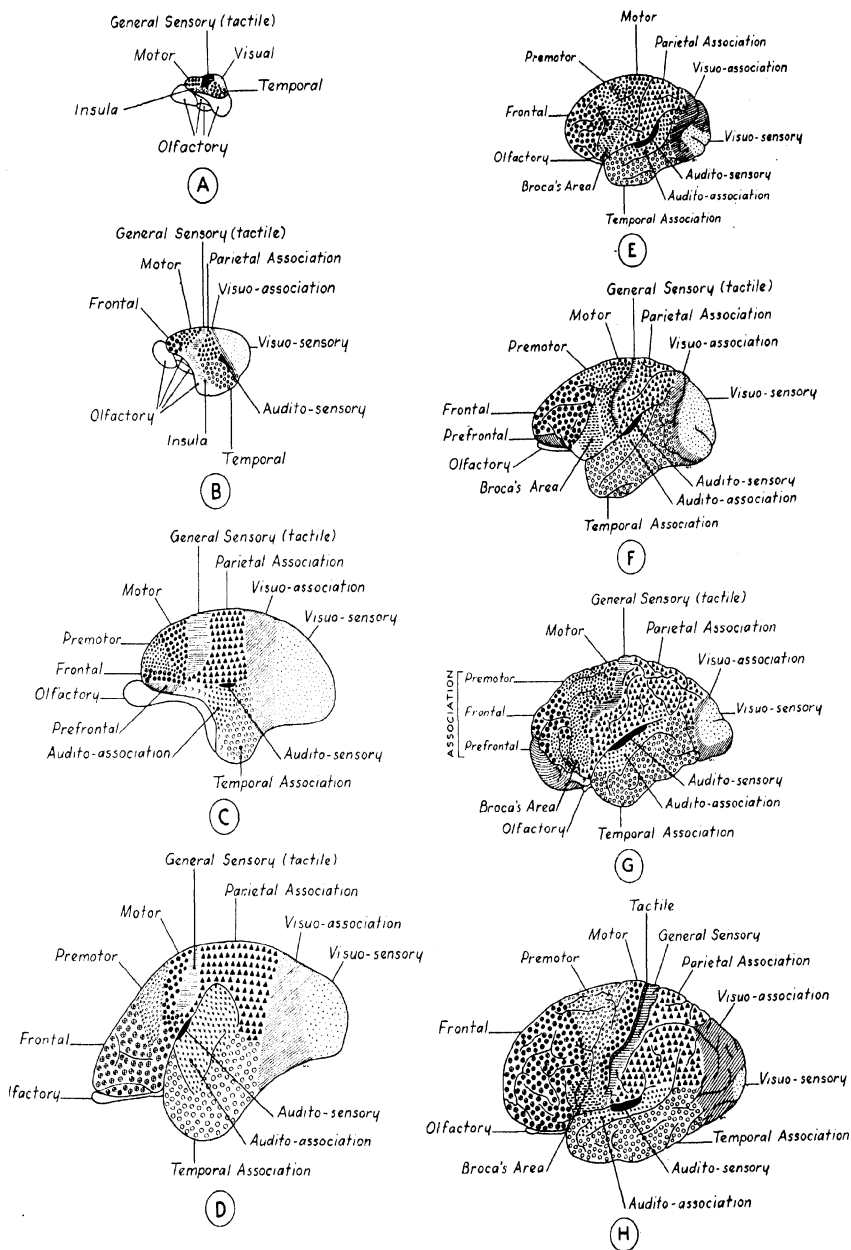 General Sensory (tactile)
Motor
Visual
Temporal
Insula
Olfactory
A
General Sensory (tactile)
Motor
Parietal Association
Visuo-association
Frontal
Visuo-sensory
Olfactory
Audito-sensory
Insula
Temporal
B
General Sensory (tactile)
Parietal Association
Motor
Visuo-association
Visuo-sensory
Premotor
Frontal
Olfactory
Prefrontal
Audito-association
Audito-sensory
Temporal Association
C
General Sensory (tactile)
Parietal Association
Motor
Visuo-association
Premotor
Visuo-sensory
Frontal
lfactory
Audito-sensory
Audito-association
Temporal Association
D
Motor
Parietal Association
Premotor
Visuo-association
Frontal
Visuo-sensory
Olfactory
Audito-sensory
Broca's Area
Audito-association
Temporal Association
E
General Sensory (tactile)
Motor
Parietal Association
Premotor
Visuo-association
Visuo-sensory
Frontal
Prefrontal
Olfactory
Audito-sensory
Broca's Area
Audito-association
Temporal Association
F
General Sensory (tactile)
Motor
Parietal Association
Visuo-association
ASSOCIATION
Premotor
Frontal
Visuo-sensory
Prefrontal
Audito-sensory
Broca's Area
Audito-association
Olfactory
Temporal Association
G
Tactile
Motor
General Sensory
Premotor
Parietal Association
Visuo-association
Frontal
Visuo-sensory
Olfactory
Temporal Association
Broca's Area
Audito-sensory
Audito-association
H